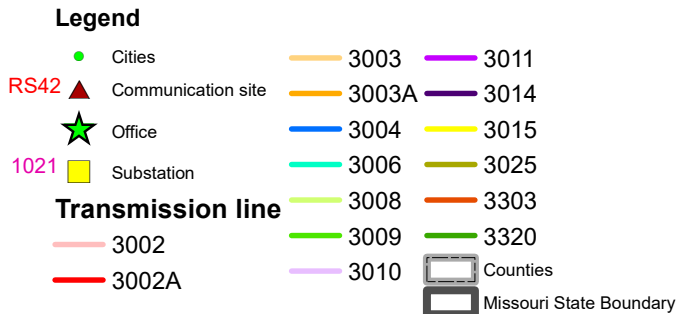 Legend
Cities
RS42 Communication site
Office
1021 Substation
Transmission line
3002
3002A
3003
3003A
3004
3006
3008
3009
3010
3011
3014
3015
3025
3303
3320
Counties
Missouri State Boundary